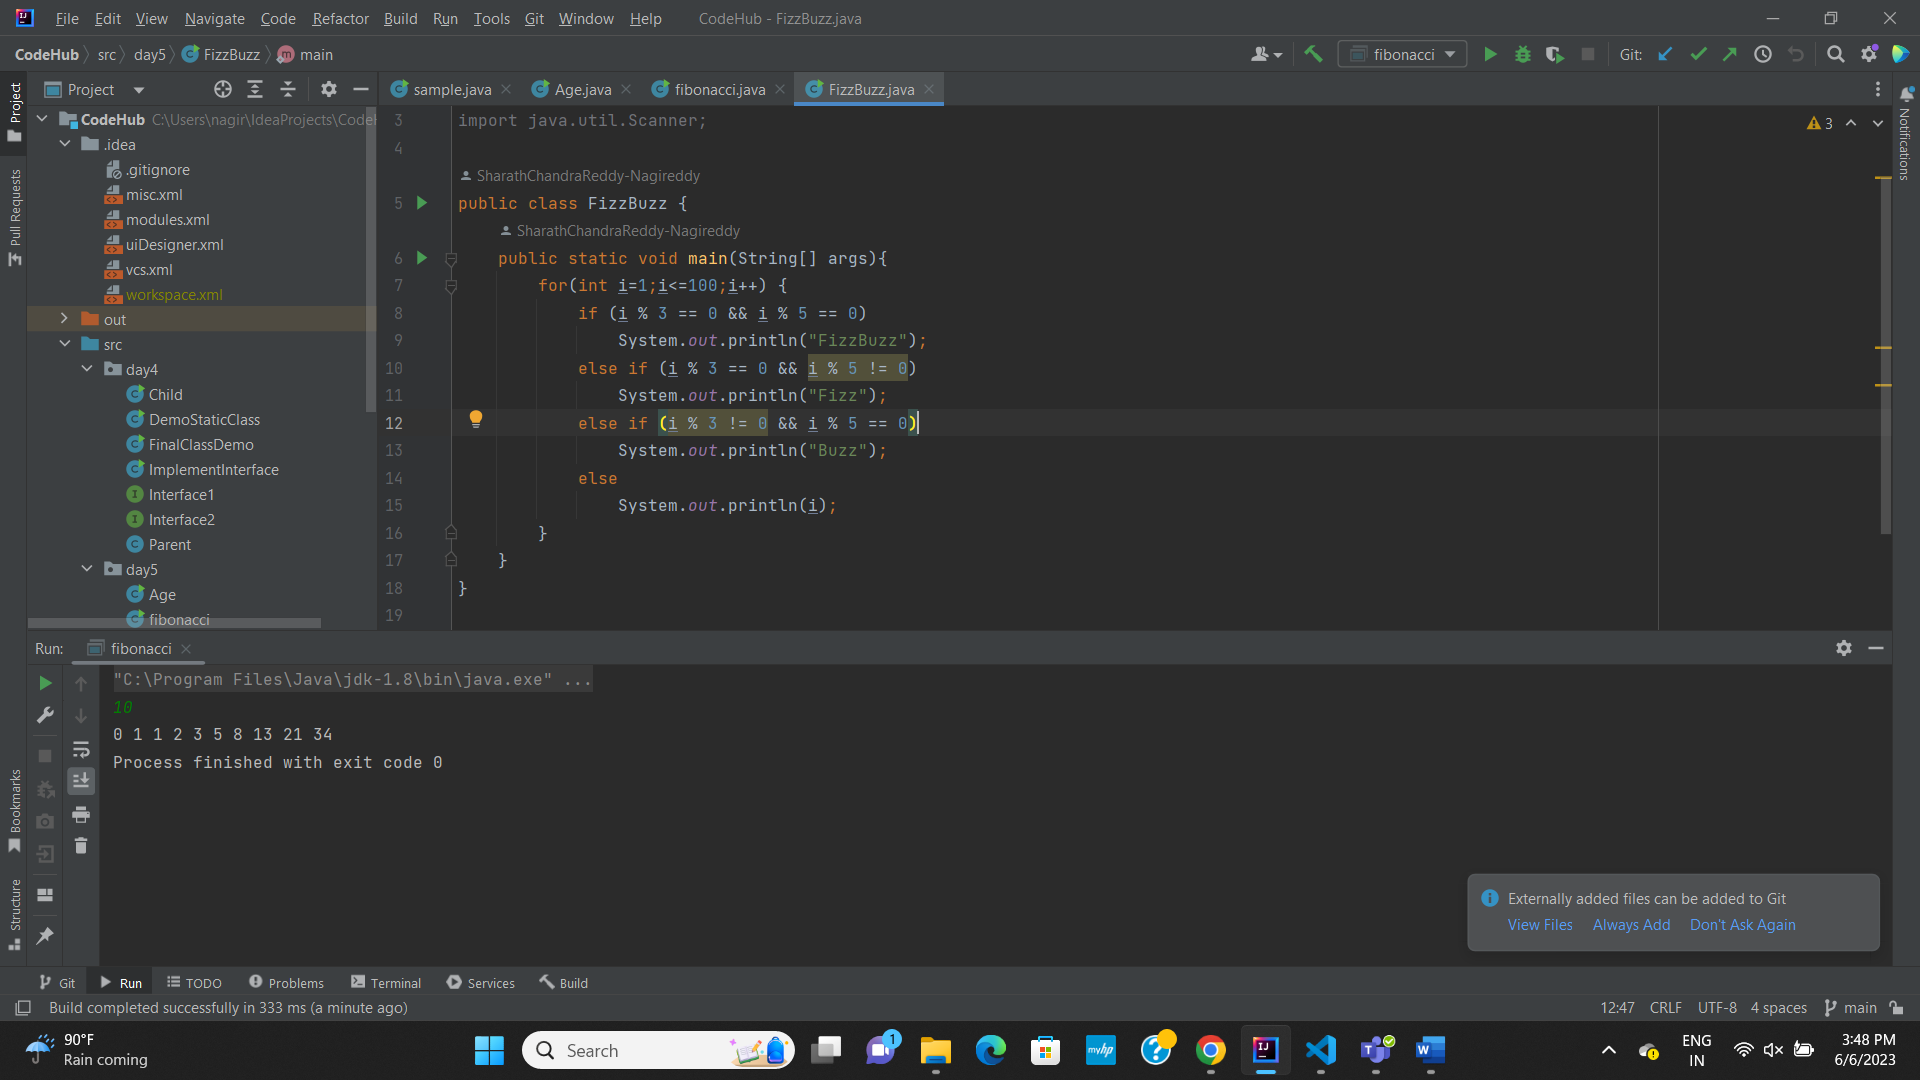 File Edit View Navigate Code Refactor Build Run Tools Git Window Help CodeHub - FizzBuzz.java
CodeHub src day5 FizzBuzz main
fibonacci
Git:
Project
sample.java
Age.java
fibonacci.java
FizzBuzz.java
Project
Pull Requests
Bookmarks
Structure
Notifications
CodeHub C:\Users\nagir\IdeaProjects\Code
.idea
.gitignore
misc.xml
modules.xml
uiDesigner.xml
vcs.xml
workspace.xml
out
src
day4
Child
DemoStaticClass
FinalClassDemo
ImplementInterface
Interface1
Interface2
Parent
day5
Age
fibonacci
3 import java.util.Scanner;
3
4
SharathChandraReddy-Nagireddy
5 public class FizzBuzz {
SharathChandraReddy-Nagireddy
6 public static void main(String[] args){
7 for(int i=1;i<=100;i++) {
8 if (i % 3 == 0 && i % 5 == 0)
9 System.out.println("FizzBuzz");
10 else if (i % 3 == 0 && i % 5 != 0)
11 System.out.println("Fizz");
12 else if (i % 3 != 0 && i % 5 == 0)
13 System.out.println("Buzz");
14 else
15 System.out.println(i);
16 }
17 }
18 }
19
Run: fibonacci
"C:\Program Files\Java\jdk-1.8\bin\java.exe" ...
10
0 1 1 2 3 5 8 13 21 34
Process finished with exit code 0
Externally added files can be added to Git
View Files Always Add Don't Ask Again
Git Run TODO Problems Terminal Services Build
Build completed successfully in 333 ms (a minute ago)
12:47 CRLF UTF-8 4 spaces main
90°F
Rain coming
Search
1
myhp
ENG
IN
3:48 PM
6/6/2023